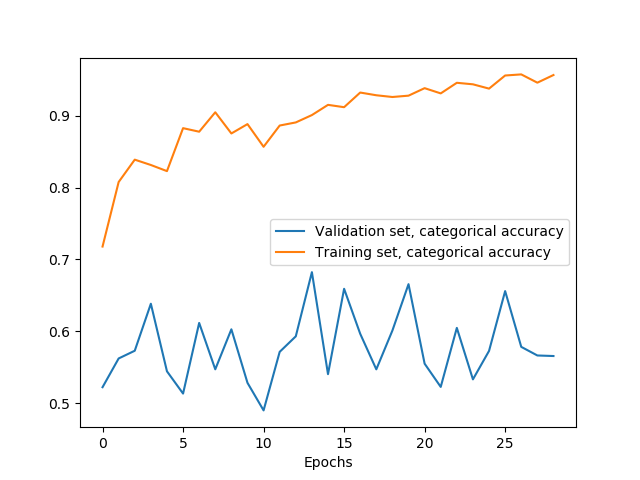 0.9
0.8
0.7
0.6
0.5
Validation set, categorical accuracy
Training set, categorical accuracy
0 5 10 15 20 25
Epochs